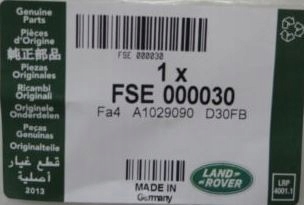 Genuine
Parts
Pièces
d'Origine
純正部品
Piezas
Originales
Ricambi
Originali
Originele
Onderdelen
Peças
Genuínas
Originalteile
قطع غيار
أصلية
2013
FSE 000030
1 x
FSE 000030
Fa4 A1029090 D30FB
MADE IN
Germany
LAND
ROVER
LRP
4001.1